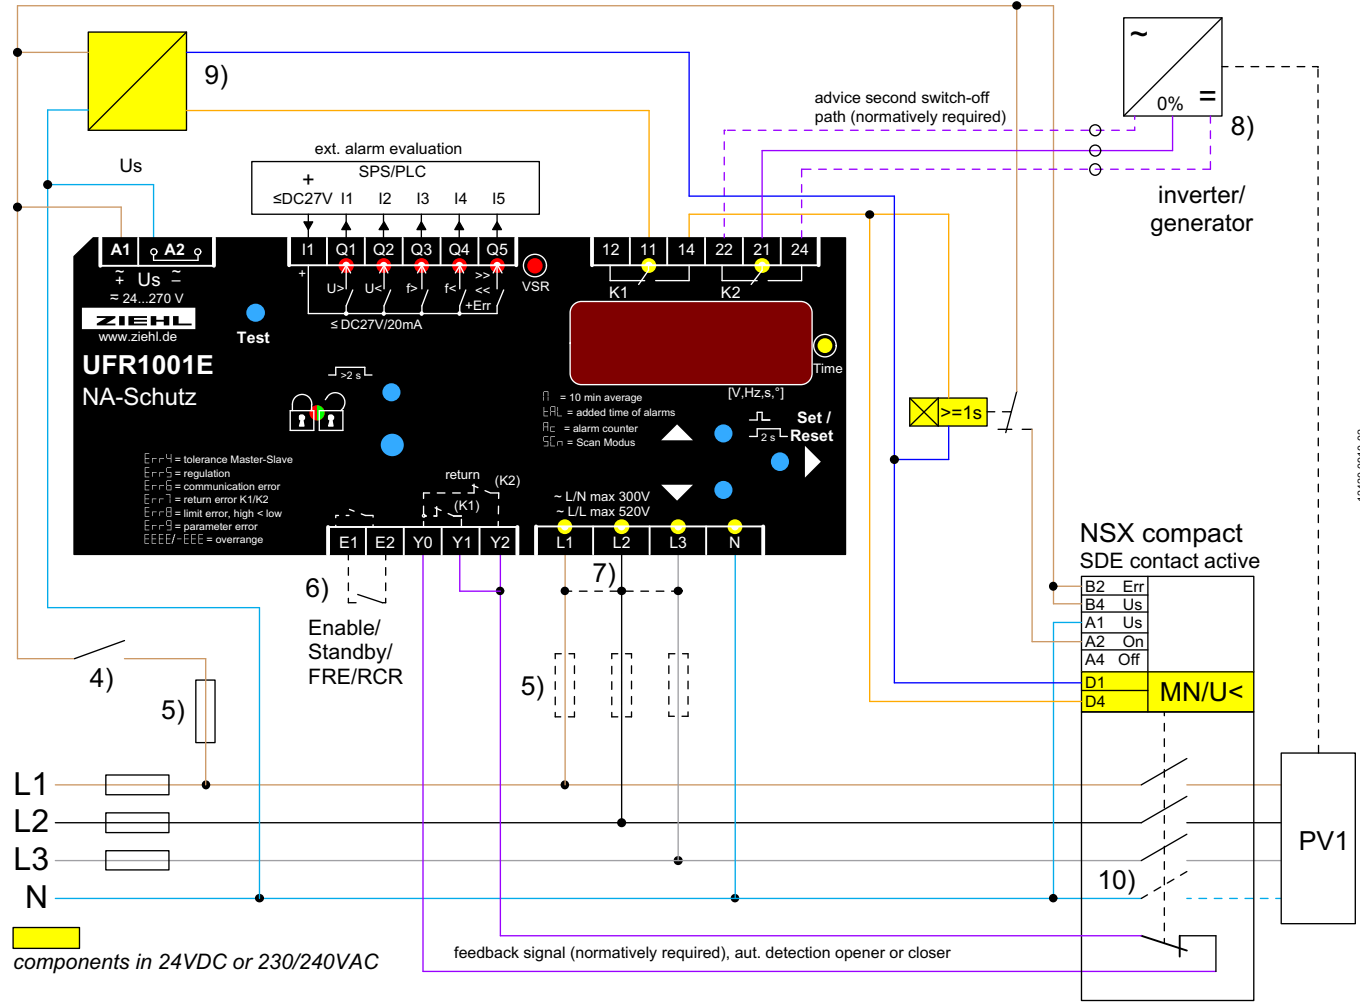 9)
~
=
0%
8)
advice second switch-off
path (normatively required)
inverter/
generator
Us
ext. alarm evaluation
SPS/PLC
+
≤DC27V I1 I2 I3 I4 I5
A1 A2
I1 Q1 Q2 Q3 Q4 Q5
12 11 14 22 21 24
~ Us ~
+ −
≂ 24...270 V
ZIEHL
www.ziehl.de
UFR1001E
NA-Schutz
Test
+
U> U< f> f< >>
<<
+Err
≤ DC27V/20mA
VSR
K1 K2
Time
[V,Hz,s,°]
>2 s
= 10 min average
tAL = added time of alarms
Ac = alarm counter
SCn = Scan Modus
2 s
Set /
Reset
Err4 = tolerance Master-Slave
Err5 = regulation
Err6 = communication error
Err7 = return error K1/K2
Err8 = limit error, high < low
Err9 = parameter error
EEEE/-EEE = overrange
return (K2)
(K1)
~ L/N max 300V
~ L/L max 520V
E1 E2 Y0 Y1 Y2
L1 L2 L3 N
>=1s
6)
Enable/
Standby/
FRE/RCR
7)
4)
5)
5)
NSX compact
SDE contact active
B2 Err
B4 Us
A1 Us
A2 On
A4 Off
D1
D4
MN/U<
L1
L2
L3
N
10)
PV1
feedback signal (normatively required), aut. detection opener or closer
components in 24VDC or 230/240VAC